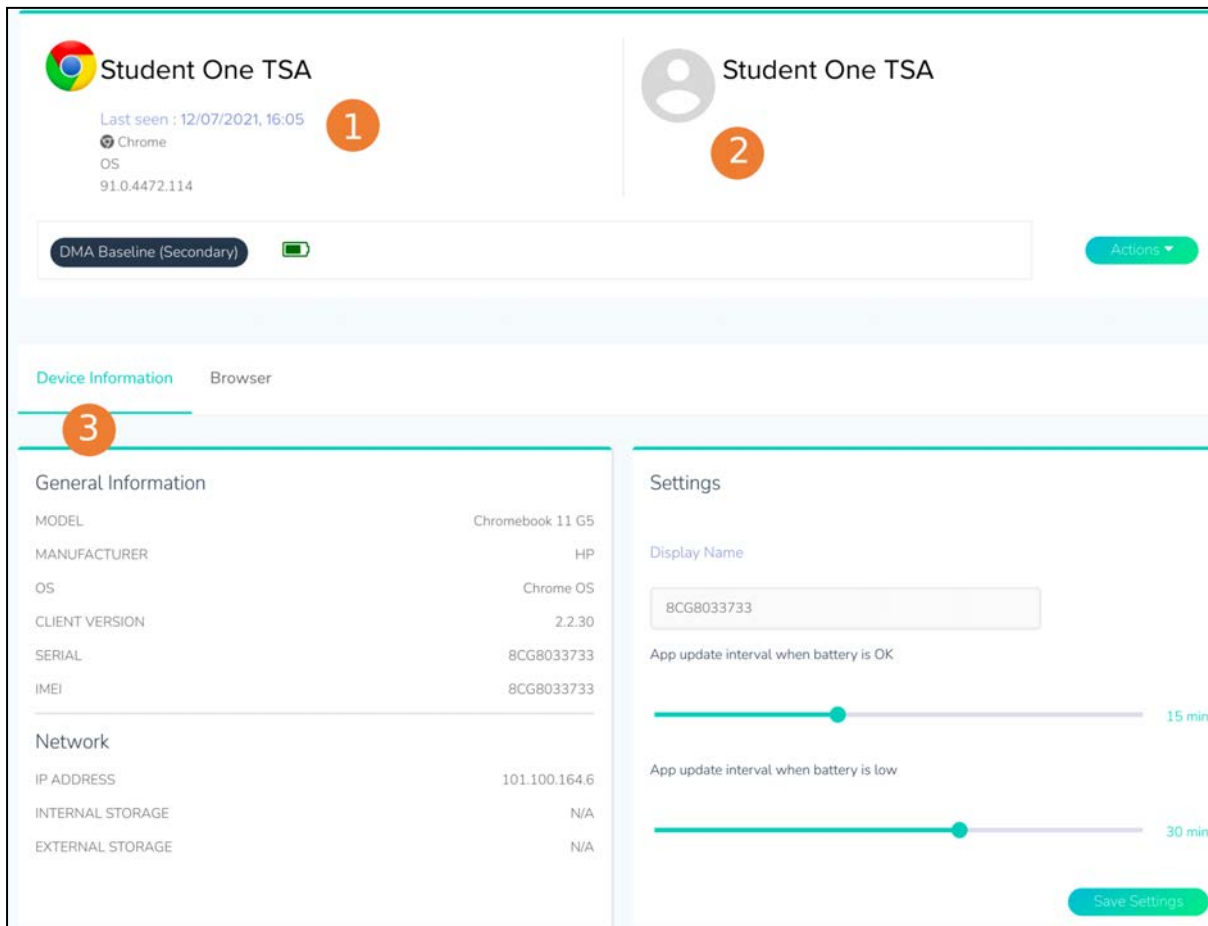 Student One TSA
Last seen : 12/07/2021, 16:05
Chrome
OS
91.0.4472.114
1
Student One TSA
2
DMA Baseline (Secondary)
Actions
Device Information
Browser
3
General Information
MODEL Chromebook 11 G5
MANUFACTURER HP
OS Chrome OS
CLIENT VERSION 2.2.30
SERIAL 8CG8033733
IMEI 8CG8033733
Network
IP ADDRESS 101.100.164.6
INTERNAL STORAGE N/A
EXTERNAL STORAGE N/A
Settings
Display Name
8CG8033733
App update interval when battery is OK
15 min
App update interval when battery is low
30 min
Save Settings